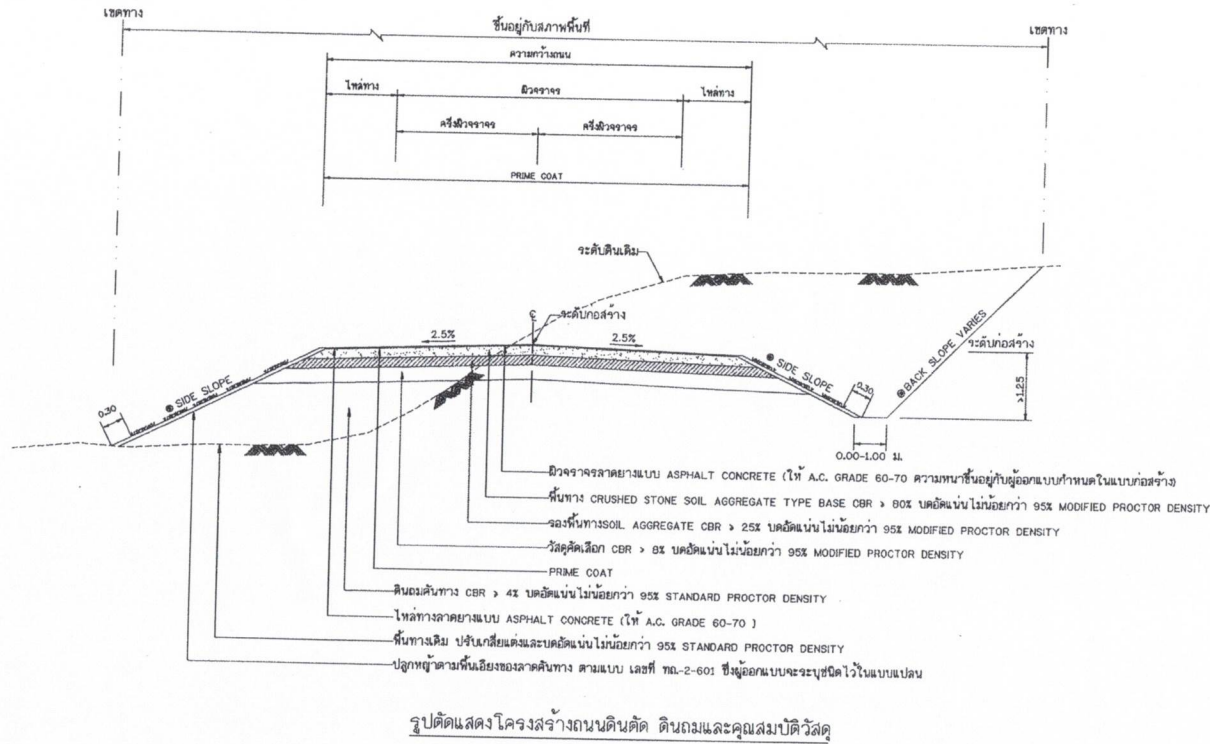 เขตทาง
ขึ้นอยู่กับสภาพพื้นที่
เขตทาง
ความกว้างถนน
ไหล่ทาง
ผิวจราจร
ไหล่ทาง
ครึ่งผิวจราจร
ครึ่งผิวจราจร
PRIME COAT
ระดับดินเดิม
℄
ระดับก่อสร้าง
2.5%
2.5%
ระดับก่อสร้าง
SIDE SLOPE
SIDE SLOPE
BACK SLOPE VARIES
0.30
0.30
>1.25
0.00-1.00 ม.
ผิวจราจรลาดยางแบบ ASPHALT CONCRETE (ให้ A.C. GRADE 60-70 ความหนาขึ้นอยู่กับผู้ออกแบบกำหนดในแบบก่อสร้าง)
พื้นทาง CRUSHED STONE SOIL AGGREGATE TYPE BASE CBR > 80% บดอัดแน่นไม่น้อยกว่า 95% MODIFIED PROCTOR DENSITY
รองพื้นทางSOIL AGGREGATE CBR > 25% บดอัดแน่นไม่น้อยกว่า 95% MODIFIED PROCTOR DENSITY
วัสดุคัดเลือก CBR > 8% บดอัดแน่นไม่น้อยกว่า 95% MODIFIED PROCTOR DENSITY
PRIME COAT
ดินถมคันทาง CBR > 4% บดอัดแน่นไม่น้อยกว่า 95% STANDARD PROCTOR DENSITY
ไหล่ทางลาดยางแบบ ASPHALT CONCRETE (ให้ A.C. GRADE 60-70 )
พื้นทางเดิม ปรับเกลี่ยแต่งและบดอัดแน่นไม่น้อยกว่า 95% STANDARD PROCTOR DENSITY
ปลูกหญ้าตามพื้นเอียงของลาดคันทาง ตามแบบ เลขที่ ทถ.-2-601 ซึ่งผู้ออกแบบจะระบุชนิดไว้ในแบบแปลน
รูปตัดแสดงโครงสร้างถนนดินตัด ดินถมและคุณสมบัติวัสดุ